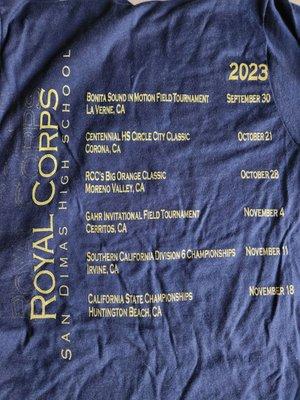 ROYAL CORPS
SAN DIMAS HIGH SCHOOL
2023
BONITA SOUND IN MOTION FIELD TOURNAMENT SEPTEMBER 30
LA VERNE, CA
CENTENNIAL HS CIRCLE CITY CLASSIC OCTOBER 21
CORONA, CA
RCC'S BIG ORANGE CLASSIC OCTOBER 28
MORENO VALLEY, CA
GAHR INVITATIONAL FIELD TOURNAMENT NOVEMBER 4
CERRITOS, CA
SOUTHERN CALIFORNIA DIVISION 6 CHAMPIONSHIPS NOVEMBER 11
IRVINE, CA
CALIFORNIA STATE CHAMPIONSHIPS NOVEMBER 18
HUNTINGTON BEACH, CA